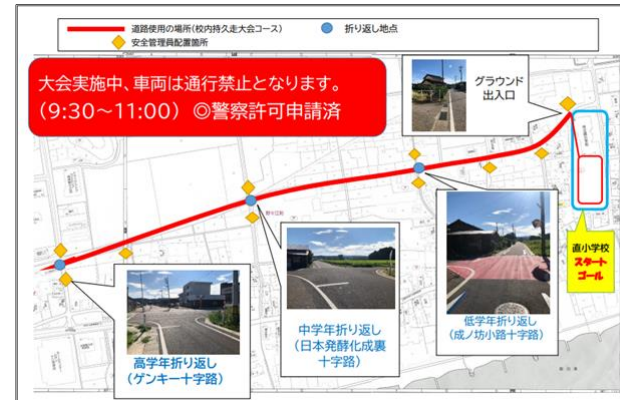 道路使用の場所(校内持久走大会コース)
折り返し地点
安全管理員配置箇所
大会実施中、車両は通行禁止となります。
(9:30~11:00) ◎警察許可申請済
グラウンド
出入口
直小学校
スタート
ゴール
低学年折り返し
(成ノ坊小路十字路)
中学年折り返し
(日本発酵化成裏
十字路)
高学年折り返し
(ゲンキー十字路)